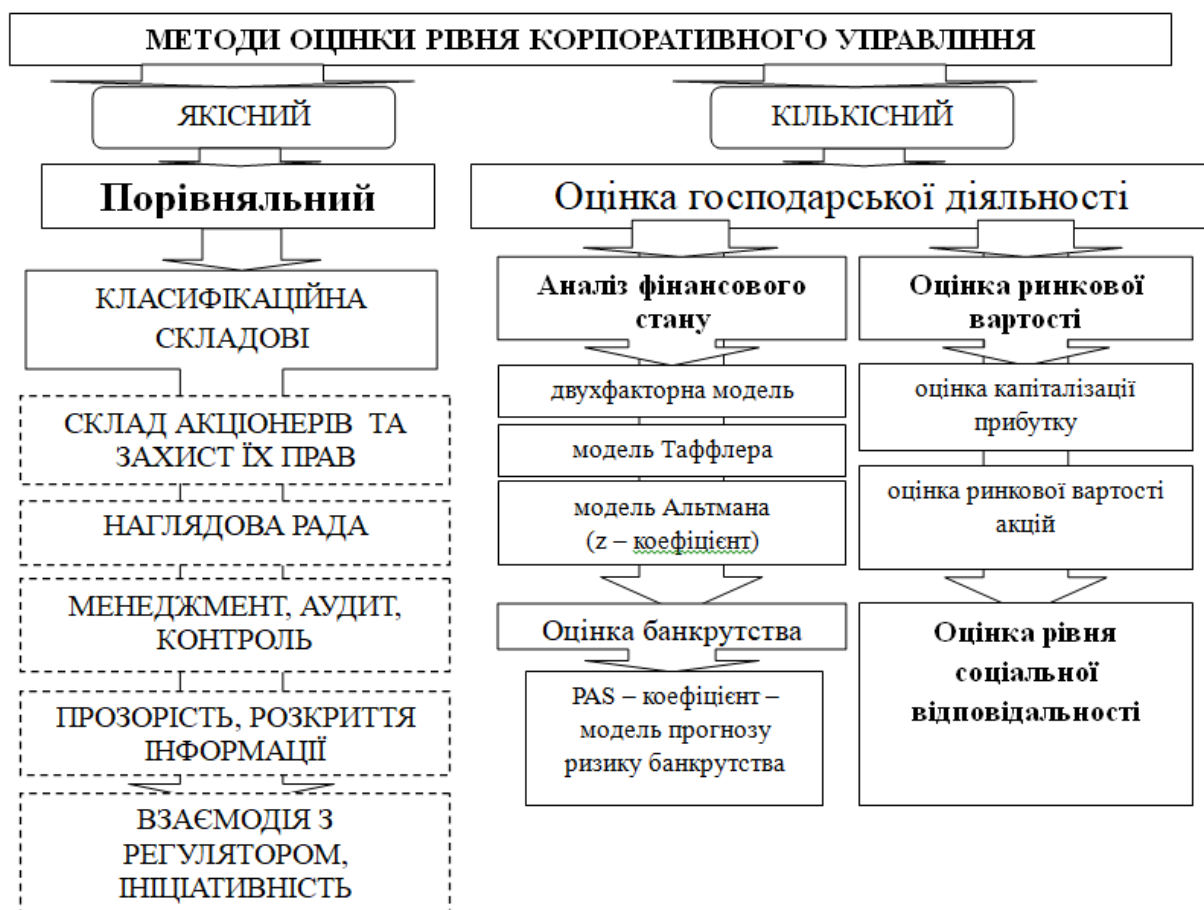 МЕТОДИ ОЦІНКИ РІВНЯ КОРПОРАТИВНОГО УПРАВЛІННЯ
ЯКІСНИЙ
КІЛЬКІСНИЙ
Порівняльний
Оцінка господарської діяльності
КЛАСИФІКАЦІЙНА
СКЛАДОВІ
СКЛАД АКЦІОНЕРІВ ТА
ЗАХИСТ ЇХ ПРАВ
НАГЛЯДОВА РАДА
МЕНЕДЖМЕНТ, АУДИТ,
КОНТРОЛЬ
ПРОЗОРІСТЬ, РОЗКРИТТЯ
ІНФОРМАЦІЇ
ВЗАЄМОДІЯ З
РЕГУЛЯТОРОМ,
ІНІЦІАТИВНІСТЬ
Аналіз фінансового
стану
двухфакторна модель
модель Таффлера
модель Альтмана
(z – коефіцієнт)
Оцінка банкрутства
PAS – коефіцієнт –
модель прогнозу
ризику банкрутства
Оцінка ринкової
вартості
оцінка капіталізації
прибутку
оцінка ринкової вартості
акцій
Оцінка рівня
соціальної
відповідальності